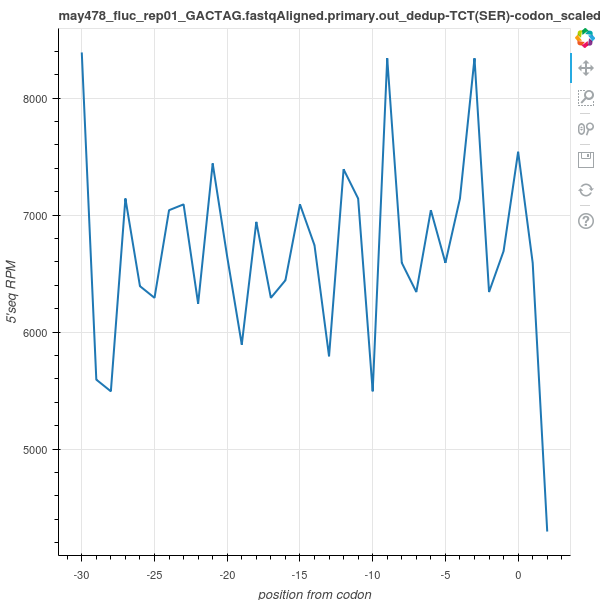 may478_fluc_rep01_GACTAG.fastqAligned.primary.out_dedup-TCT(SER)-codon_scaled
8000
7000
6000
5000
5'seq RPM
-30 -25 -20 -15 -10 -5 0
position from codon